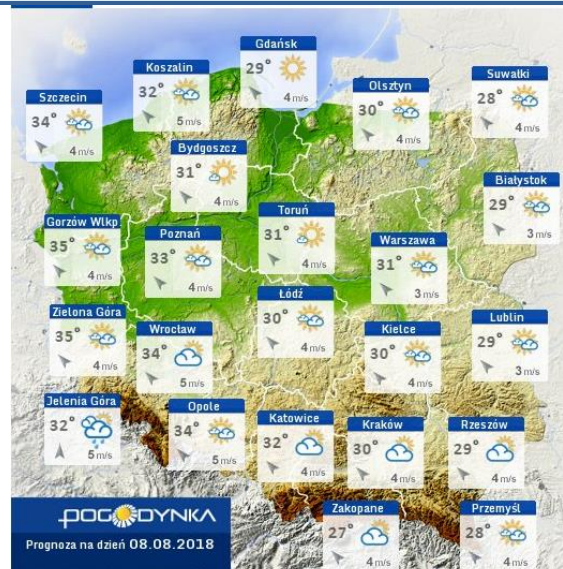 Gdańsk
29°
4 m/s
Koszalin
32°
5 m/s
Suwałki
28°
4 m/s
Olsztyn
30°
4 m/s
Szczecin
34°
4 m/s
Bydgoszcz
31°
4 m/s
Białystok
29°
3 m/s
Toruń
31°
4 m/s
Gorzów Wlkp
35°
4 m/s
Poznań
33°
4 m/s
Warszawa
31°
3 m/s
Łódź
30°
4 m/s
Zielona Góra
35°
4 m/s
Lublin
29°
3 m/s
Wrocław
34°
5 m/s
Kielce
30°
4 m/s
Jelenia Góra
32°
5 m/s
Opole
34°
5 m/s
Katowice
32°
4 m/s
Kraków
30°
4 m/s
Rzeszów
29°
4 m/s
Zakopane
27°
4 m/s
Przemyśl
28°
4 m/s
POGODYNKA
Prognoza na dzień 08.08.2018